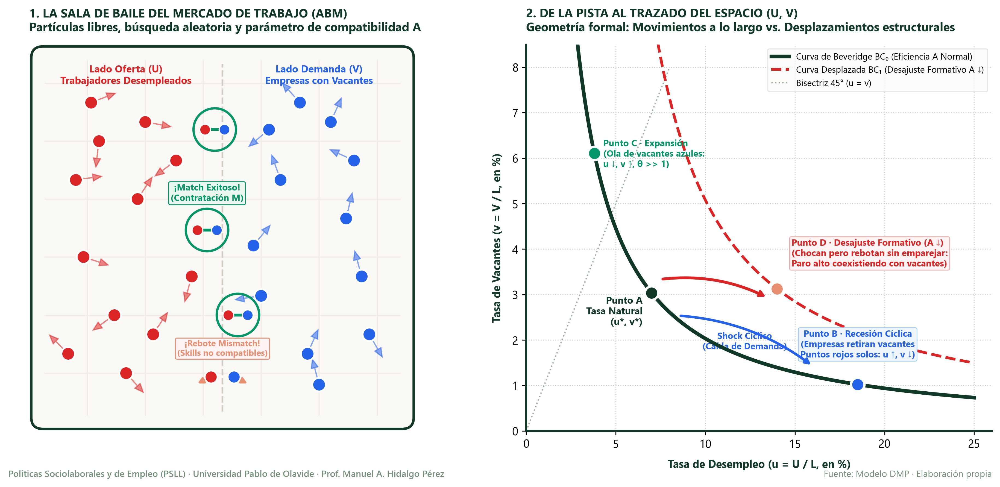 1. LA SALA DE BAILE DEL MERCADO DE TRABAJO (ABM)
Partículas libres, búsqueda aleatoria y parámetro de compatibilidad A
Lado Oferta (U)
Trabajadores Desempleados
Lado Demanda (V)
Empresas con Vacantes
¡Match Exitoso!
(Contratación M)
¡Rebote Mismatch!
(Skills no compatibles)
2. DE LA PISTA AL TRAZADO DEL ESPACIO (U, V)
Geometría formal: Movimientos a lo largo vs. Desplazamientos estructurales
Curva de Beveridge BC₀ (Eficiencia A Normal)
Curva Desplazada BC₁ (Desajuste Formativo A ↓)
Bisectriz 45° (u = v)
Tasa de Vacantes (v = V / L, en %)
8
7
6
5
4
3
2
1
0
Punto C · Expansión
(Ola de vacantes azules:
u ↓, v ↑, θ >> 1)
Punto D · Desajuste Formativo (A ↓)
(Chocan pero rebotan sin emparejar:
Paro alto coexistiendo con vacantes)
Punto A
Tasa Natural
(u*, v*)
Shock Cíclico
(Caída de Demanda)
Punto B · Recesión Cíclica
(Empresas retiran vacantes
Puntos rojos solos: u ↑, v ↓)
0 5 10 15 20 25
Tasa de Desempleo (u = U / L, en %)
Políticas Sociolaborales y de Empleo (PSLL) · Universidad Pablo de Olavide · Prof. Manuel A. Hidalgo Pérez
Fuente: Modelo DMP · Elaboración propia